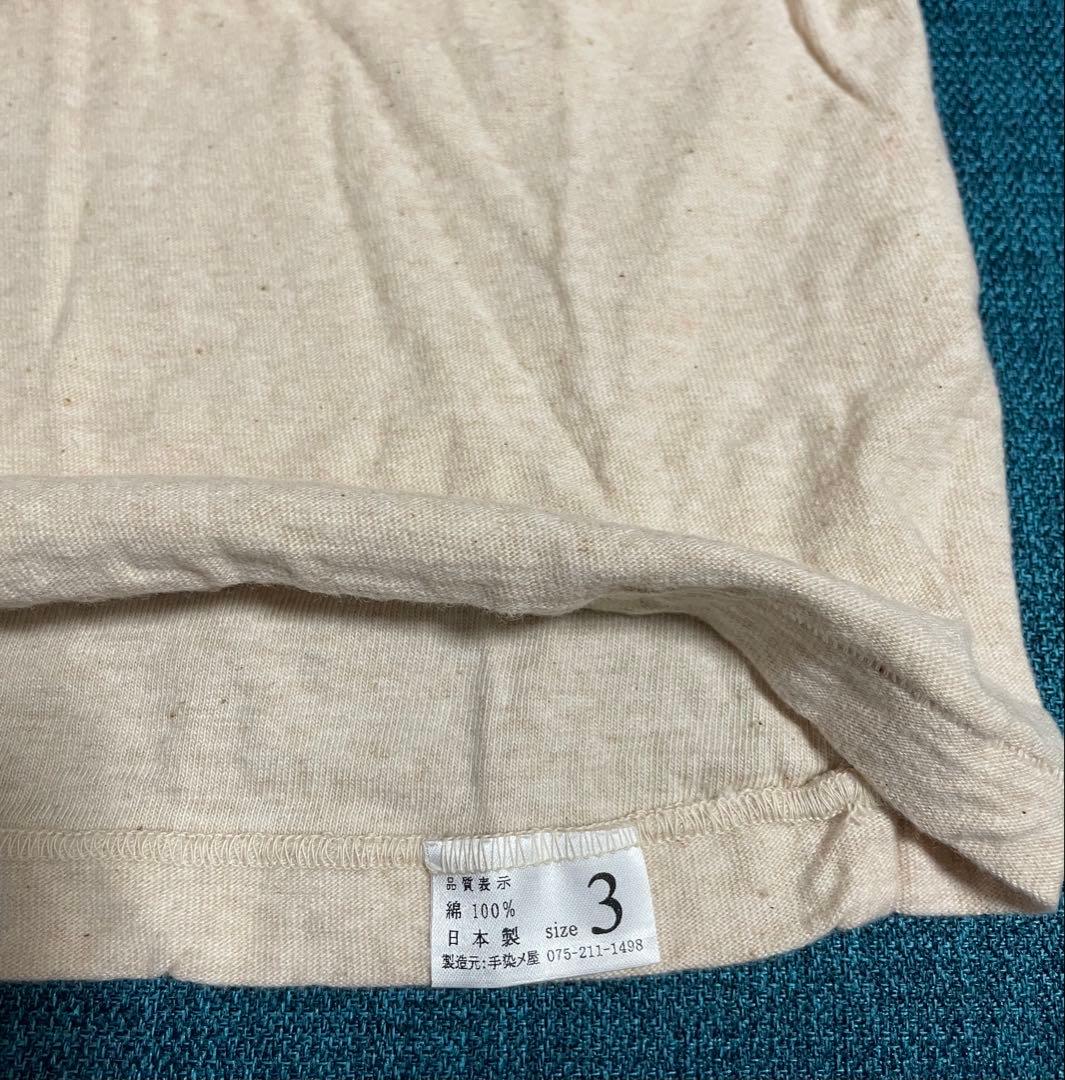 品質表示
綿 100%
日本製 size 3
製造元:手染メ屋 075-211-1498